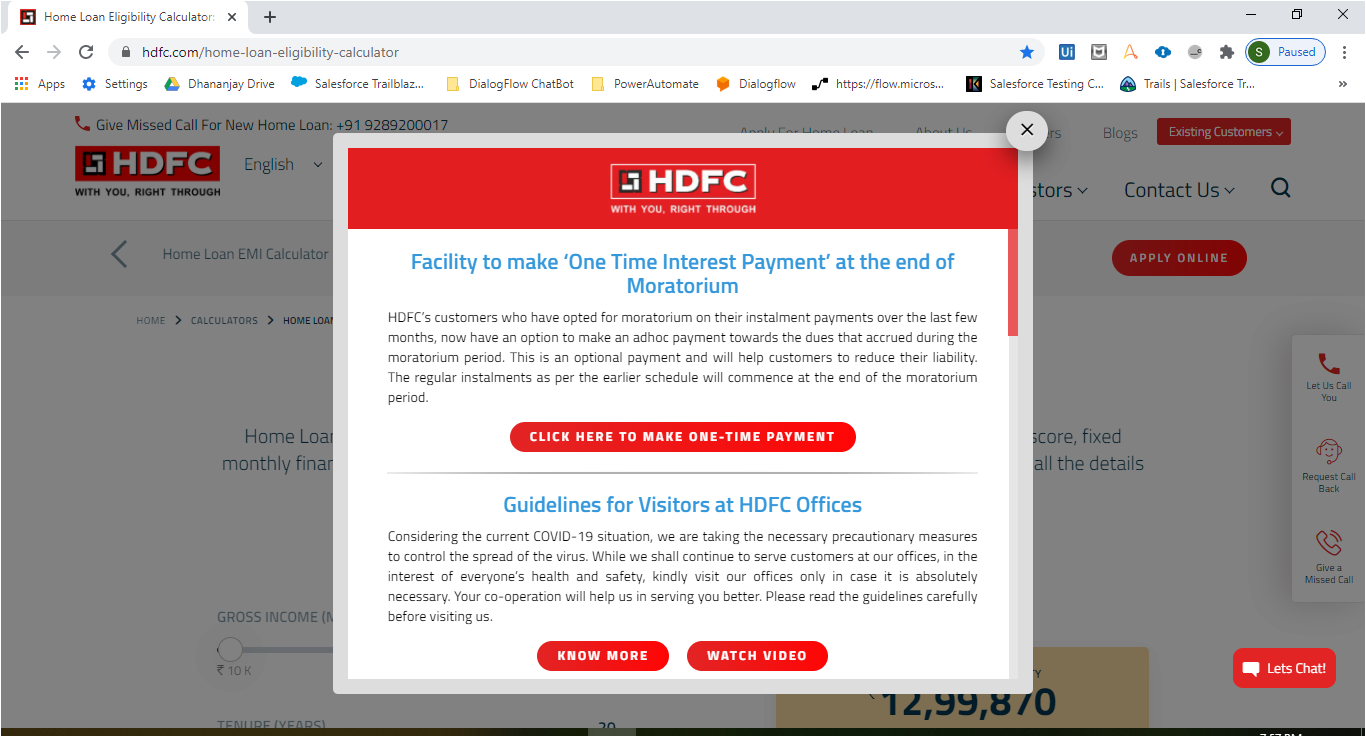 Home Loan Eligibility Calculator:
hdfc.com/home-loan-eligibility-calculator
Ui
S Paused
Apps Settings Dhananjay Drive Salesforce Trailblaz... DialogFlow ChatBot PowerAutomate Dialogflow https://flow.micros... Salesforce Testing C... Trails | Salesforce Tr... »
Give Missed Call For New Home Loan: +91 9289200017
Apply For Home Loan About Us rs Blogs Existing Customers
HDFC
WITH YOU, RIGHT THROUGH
English
stors Contact Us
Home Loan EMI Calculator
APPLY ONLINE
HOME > CALCULATORS > HOME LOAN
HDFC
WITH YOU, RIGHT THROUGH
Facility to make ‘One Time Interest Payment’ at the end of
Moratorium
HDFC’s customers who have opted for moratorium on their instalment payments over the last few
months, now have an option to make an adhoc payment towards the dues that accrued during the
moratorium period. This is an optional payment and will help customers to reduce their liability.
The regular instalments as per the earlier schedule will commence at the end of the moratorium
period.
CLICK HERE TO MAKE ONE-TIME PAYMENT
Guidelines for Visitors at HDFC Offices
Considering the current COVID-19 situation, we are taking the necessary precautionary measures
to control the spread of the virus. While we shall continue to serve customers at our offices, in the
interest of everyone’s health and safety, kindly visit our offices only in case it is absolutely
necessary. Your co-operation will help us in serving you better. Please read the guidelines carefully
before visiting us.
KNOW MORE WATCH VIDEO
Home Loan score, fixed
monthly finan all the details
Let Us Call
You
Request Call
Back
Give a
Missed Call
GROSS INCOME (M
₹ 10 K
TENURE (YEARS)
20
TY
12,99,870
Lets Chat!
7:57 PM